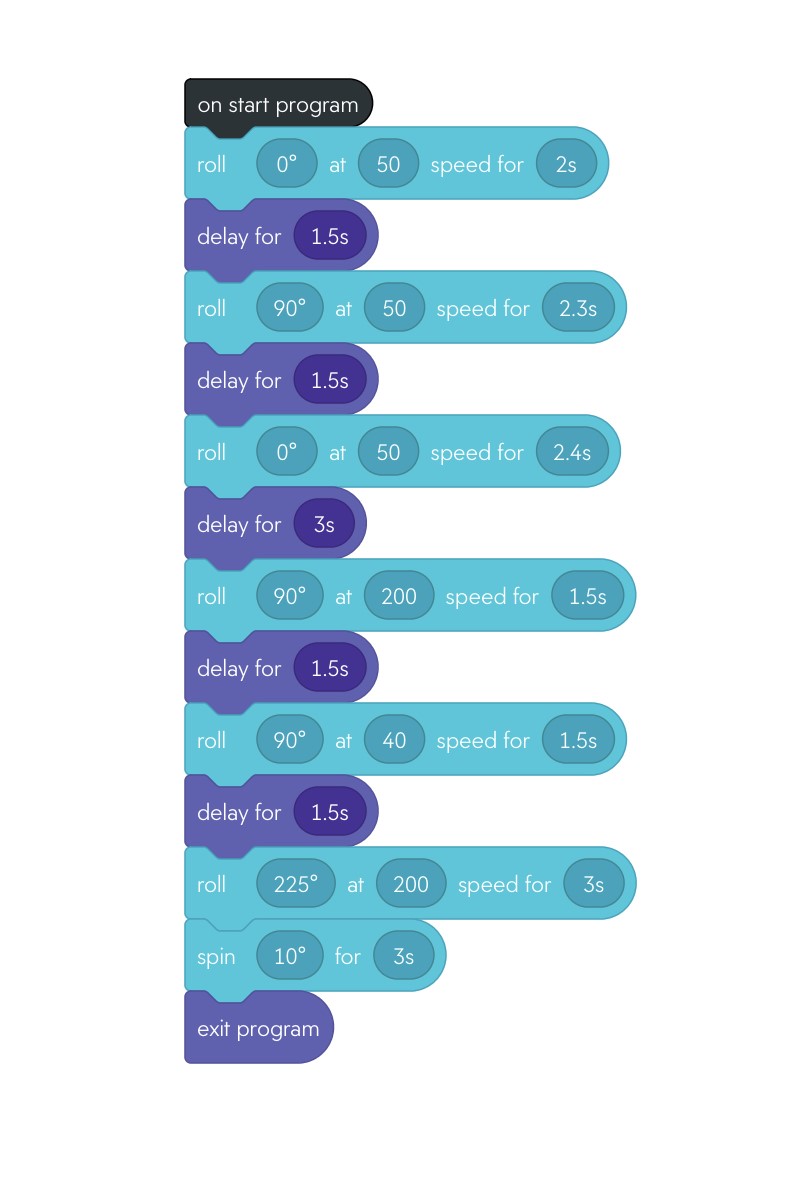 on start program
roll 0° at 50 speed for 2s
delay for 1.5s
roll 90° at 50 speed for 2.3s
delay for 1.5s
roll 0° at 50 speed for 2.4s
delay for 3s
roll 90° at 200 speed for 1.5s
delay for 1.5s
roll 90° at 40 speed for 1.5s
delay for 1.5s
roll 225° at 200 speed for 3s
spin 10° for 3s
exit program